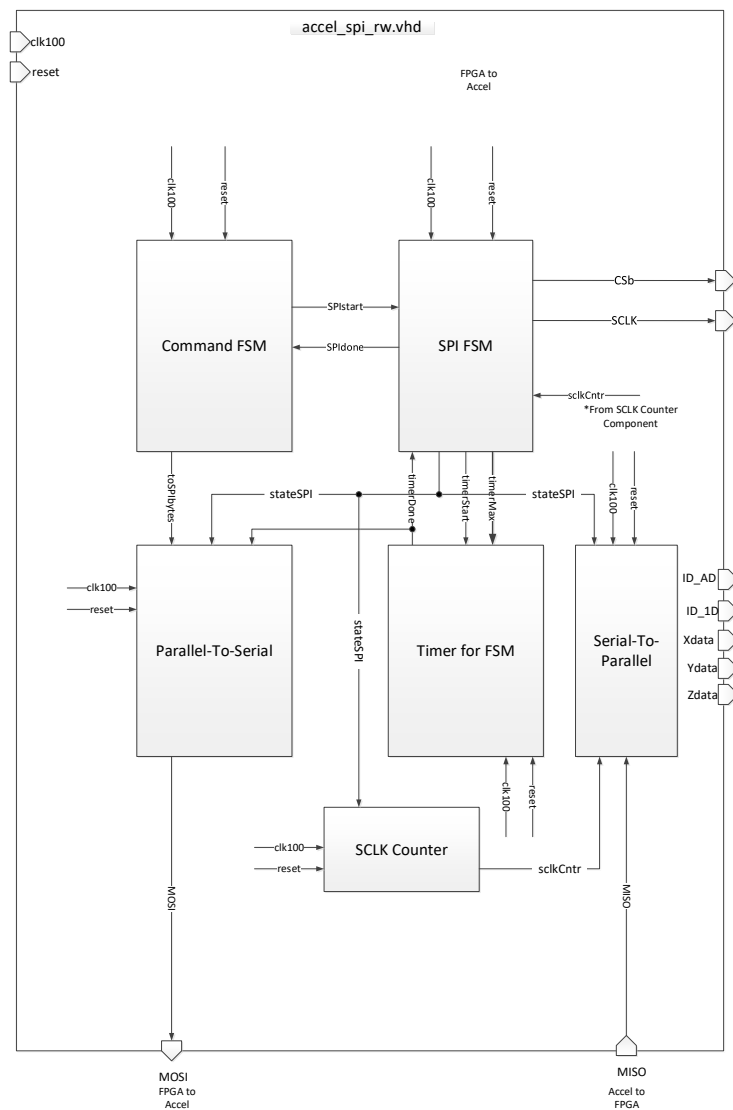 accel_spi_rw.vhd
clk100
reset
FPGA to
Accel
clk100
reset
clk100
reset
Command FSM
SPIstart
SPIdone
SPI FSM
CSb
SCLK
sclkCntr
*From SCLK Counter
Component
toSPIbytes
stateSPI
timerDone
timerStart
timerMax
stateSPI
clk100
reset
clk100
reset
Parallel-To-Serial
stateSPI
Timer for FSM
Serial-To-
Parallel
ID_AD
ID_1D
Xdata
Ydata
Zdata
clk100
reset
clk100
reset
SCLK Counter
sclkCntr
MOSI
MISO
MOSI
FPGA to
Accel
MISO
Accel to
FPGA